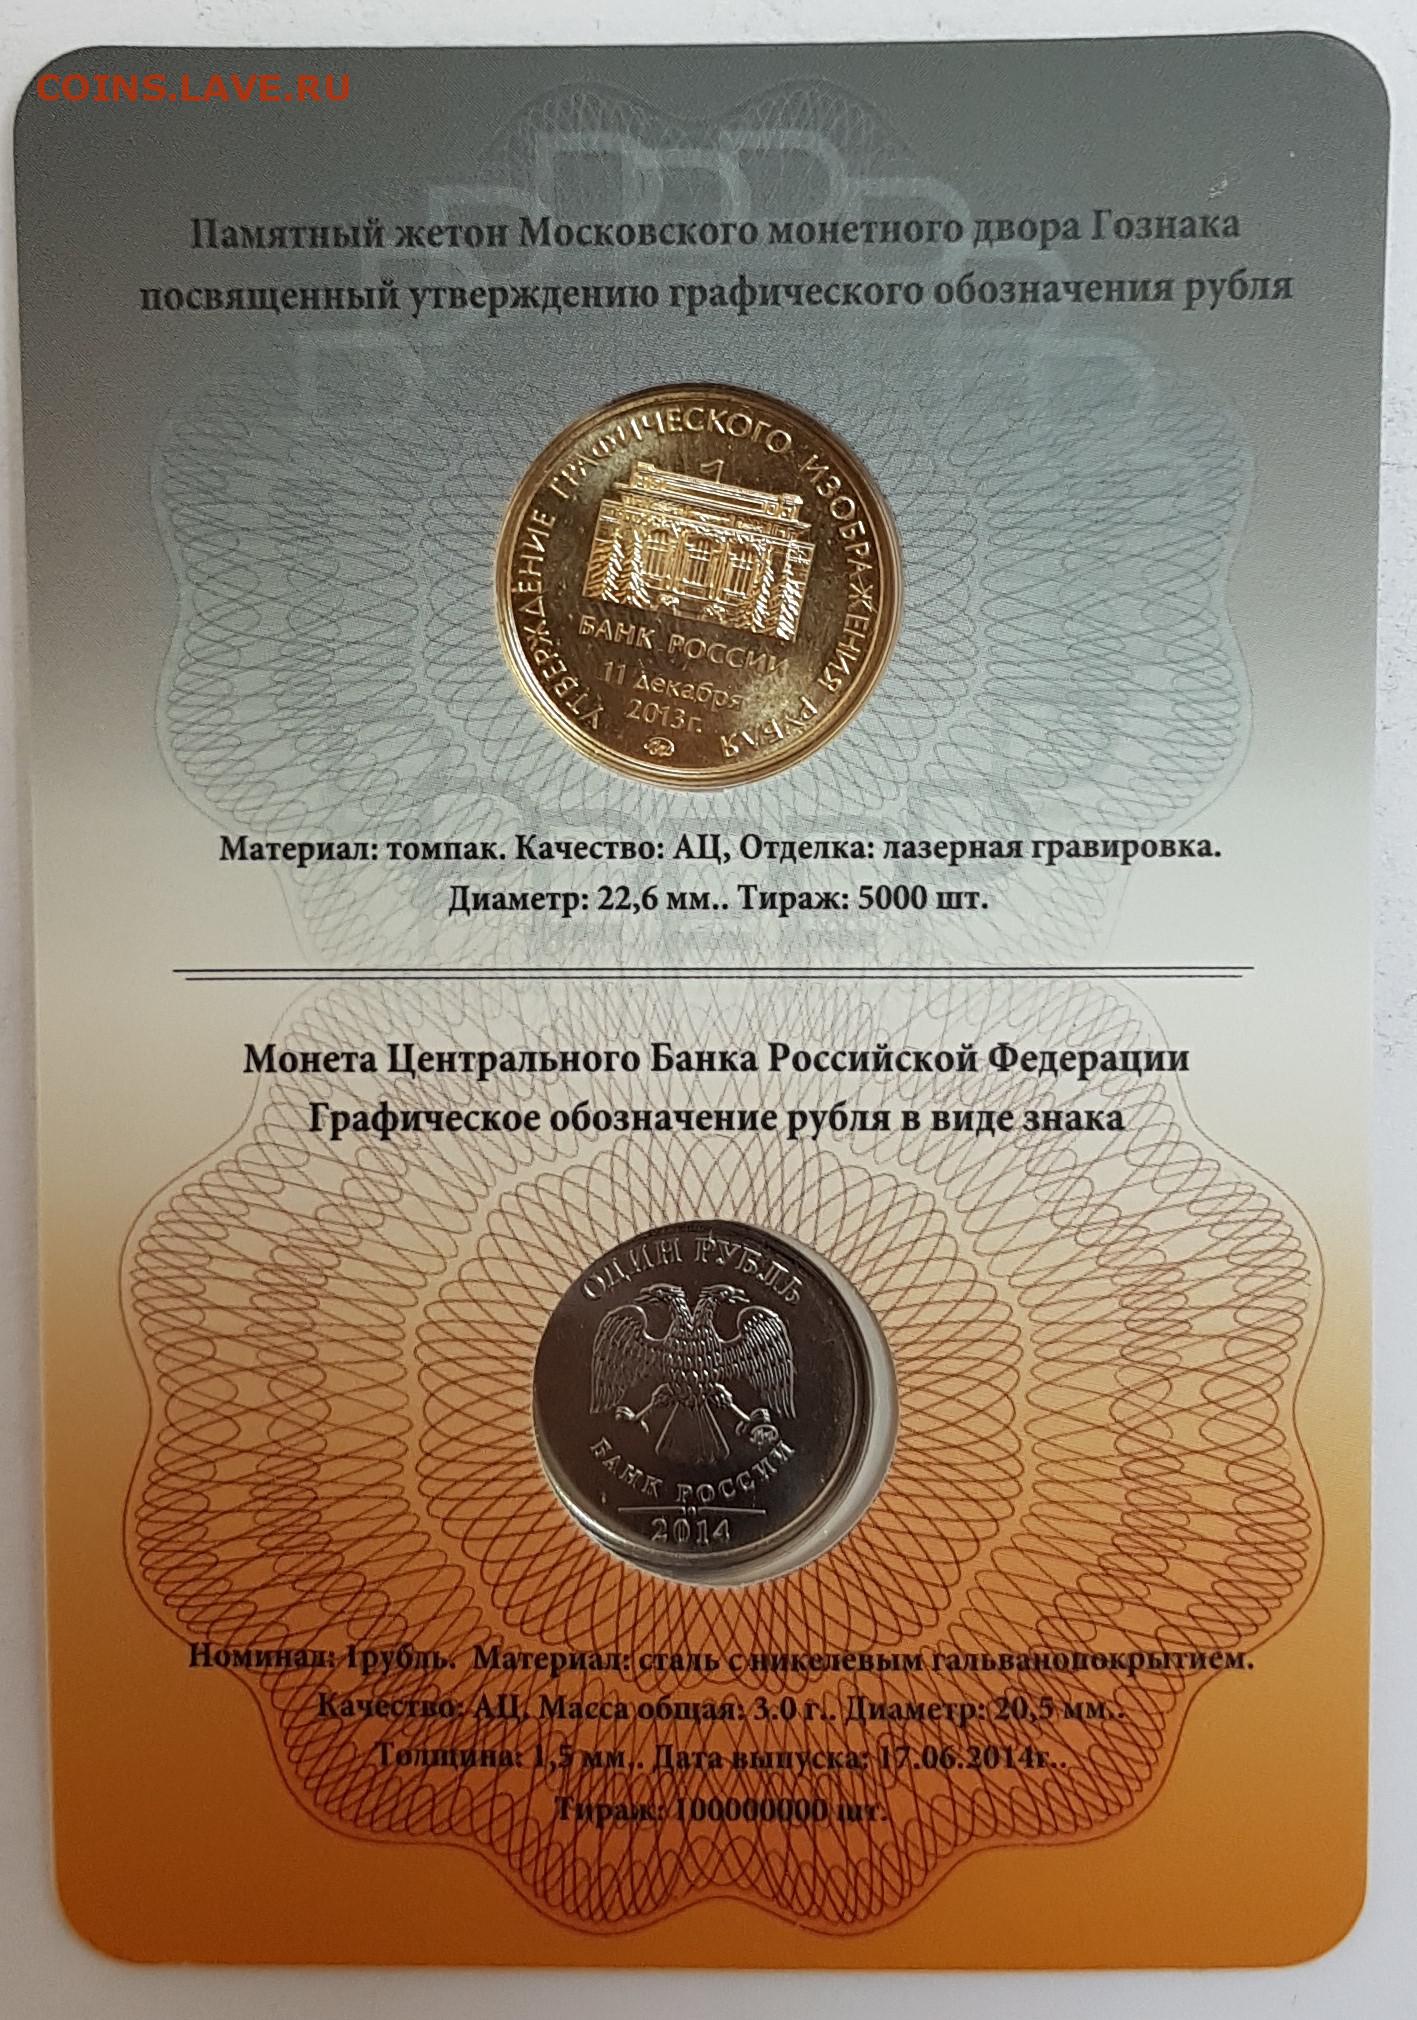 COINS.LAVE.RU
Памятный жетон Московского монетного двора Гознака
посвященный утверждению графического обозначения рубля
УТВЕРЖДЕНИЕ ГРАФИЧЕСКОГО ИЗОБРАЖЕНИЯ РУБЛЯ
1
БАНК РОССИИ
11 декабря
2013г.
Материал: томпак. Качество: АЦ, Отделка: лазерная гравировка.
Диаметр: 22,6 мм.. Тираж: 5000 шт.
Монета Центрального Банка Российской Федерации
Графическое обозначение рубля в виде знака
ОДИН РУБЛЬ
БАНК РОССИИ
2014
Номинал: 1рубль. Материал: сталь с никелевым гальванопокрытием.
Качество: АЦ, Масса общая: 3.0 г.. Диаметр: 20,5 мм..
Толщина: 1,5 мм.. Дата выпуска: 17.06.2014г..
Тираж: 100000000 шт.